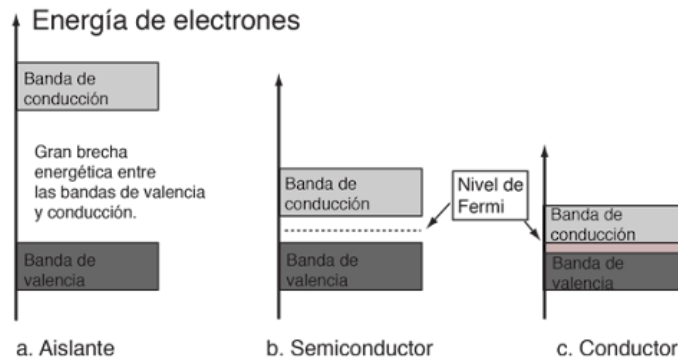 Energía de electrones
Banda de
conducción
Gran brecha
energética entre
las bandas de valencia
y conducción.
Banda de
valencia
a. Aislante
Banda de
conducción
Banda de
valencia
b. Semiconductor
Nivel de
Fermi
Banda de
conducción
Banda de
valencia
c. Conductor